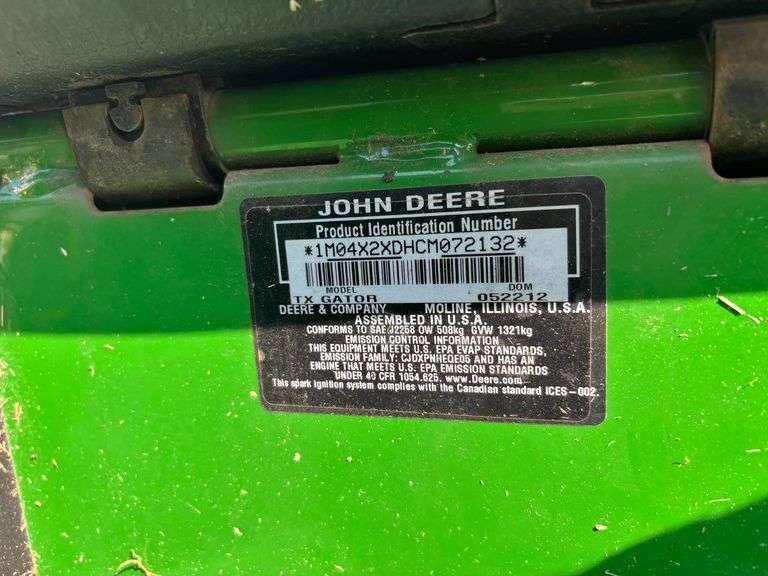 JOHN DEERE
Product Identification Number
*1M04X2XDHCM072132*
MODEL DOM
TX GATOR 052212
DEERE & COMPANY MOLINE, ILLINOIS, U.S.A.
ASSEMBLED IN U.S.A.
CONFORMS TO SAE J2258 OW 508kg GVW 1321kg
EMISSION CONTROL INFORMATION
THIS EQUIPMENT MEETS U.S. EPA EVAP STANDARDS,
EMISSION FAMILY: CJDXPNHEQE05 AND HAS AN
ENGINE THAT MEETS U.S. EPA EMISSION STANDARDS
UNDER 40 CFR 1054.625. www.Deere.com
This spark ignition system complies with the Canadian standard ICES-002.